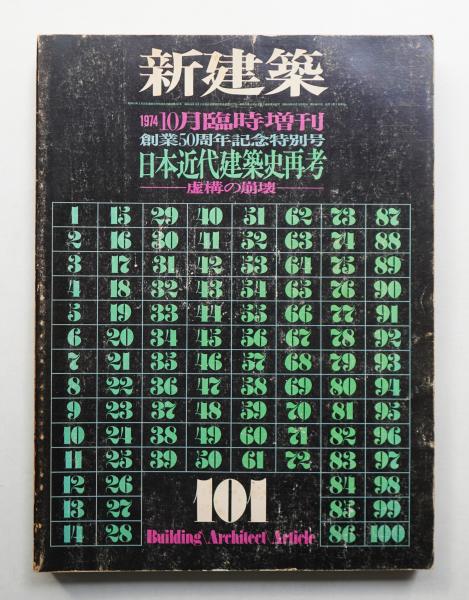 新建築
1974 10月臨時増刊
創業50周年記念特別号
日本近代建築史再考
虚構の崩壊
1 15 29 40 51 62 73 87
2 16 30 41 52 63 74 88
3 17 31 42 53 64 75 89
4 18 32 43 54 65 76 90
5 19 33 44 55 66 77 91
6 20 34 45 56 67 78 92
7 21 35 46 57 68 79 93
8 22 36 47 58 69 80 94
9 23 37 48 59 70 81 95
10 24 38 49 60 71 82 96
11 25 39 50 61 72 83 97
12 26 84 98
13 27 85 99
14 28 86 100
101
Building\Architect\Article